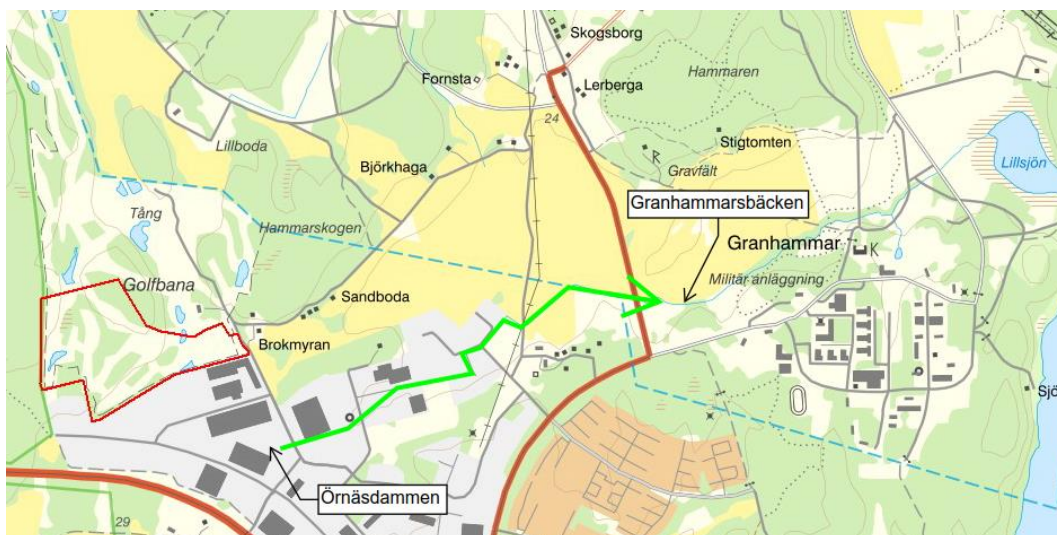 Skogsborg
Fornsta
Hammaren
Lerberga
24
Stigtomten
Lillboda
Björkhaga
Gravfält
Lillsjön
Granhammarsbäcken
Tång
Hammarskogen
Granhammar
K
Militär anläggning
Golfbana
Sandboda
Brokmyran
Sjö
Örnäsdammen
29